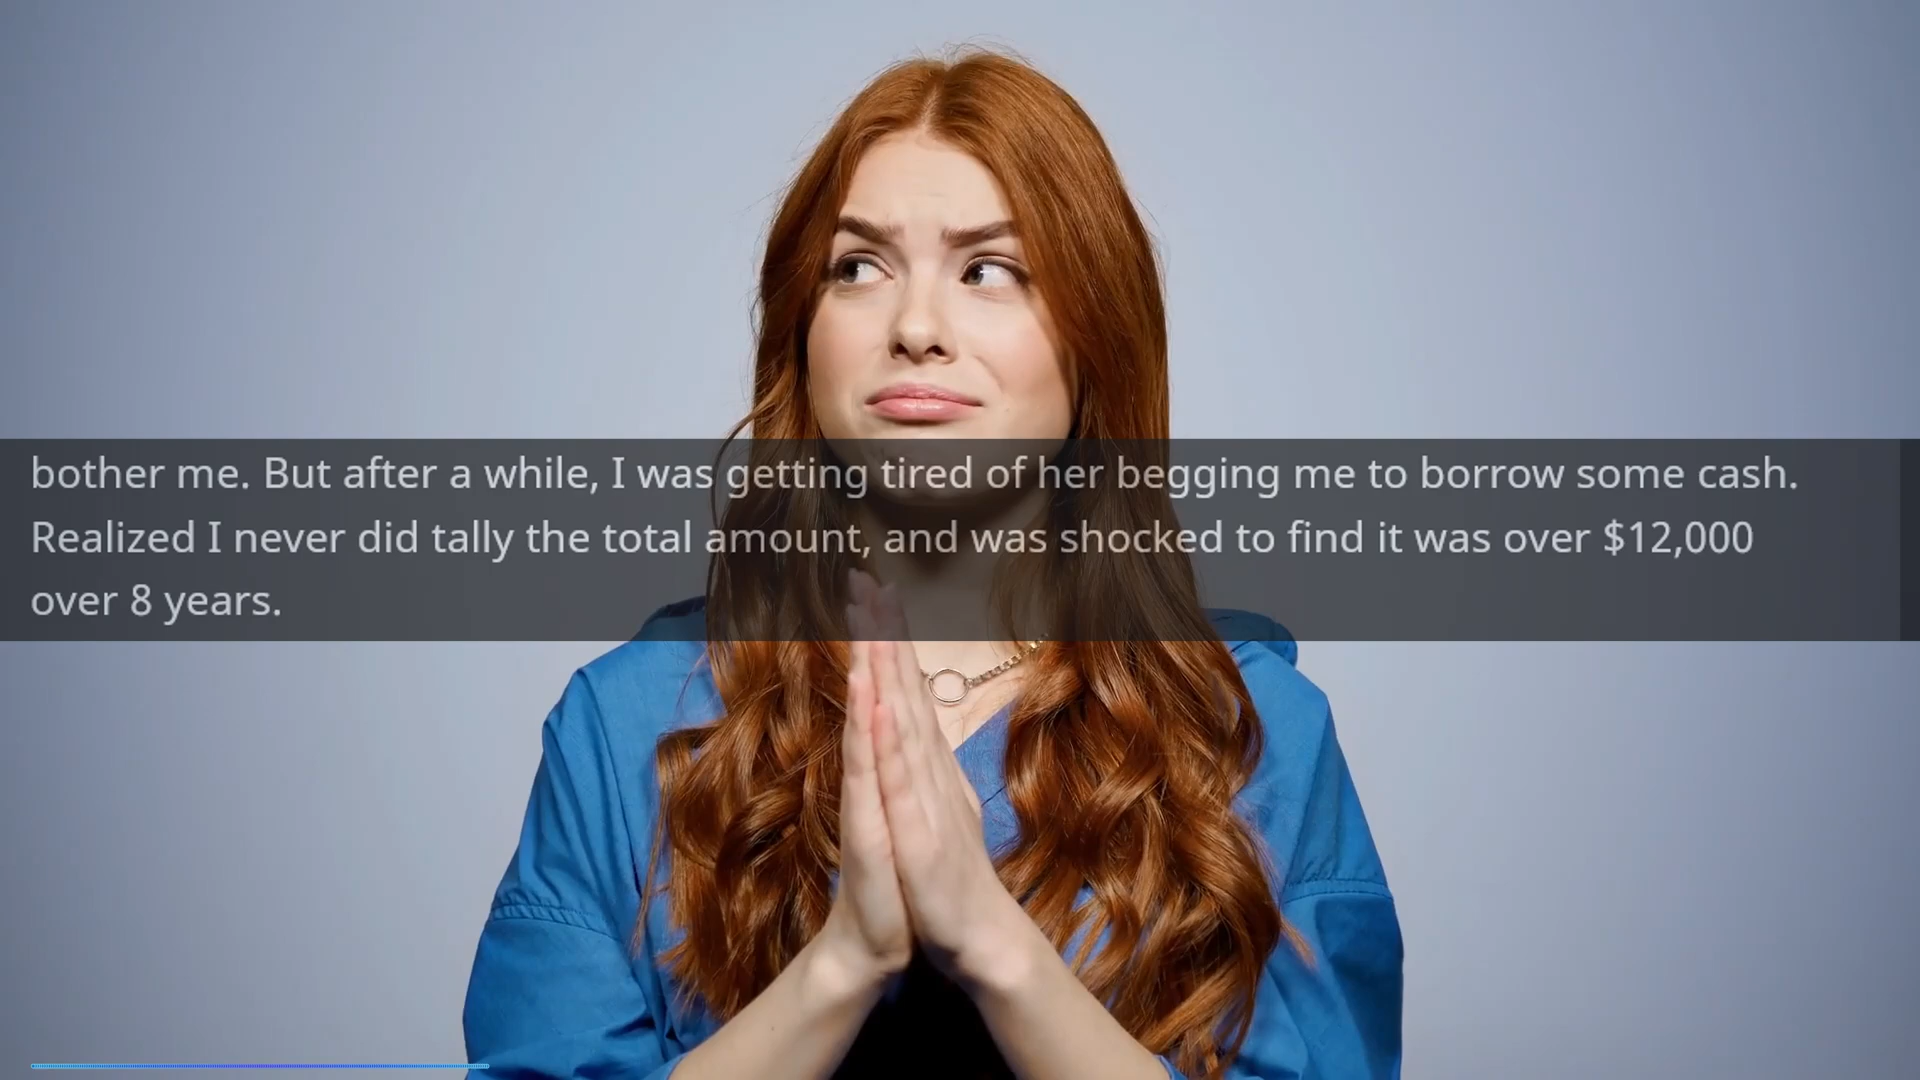 bother me. But after a while, I was getting tired of her begging me to borrow some cash.
Realized I never did tally the total amount, and was shocked to find it was over $12,000
over 8 years.